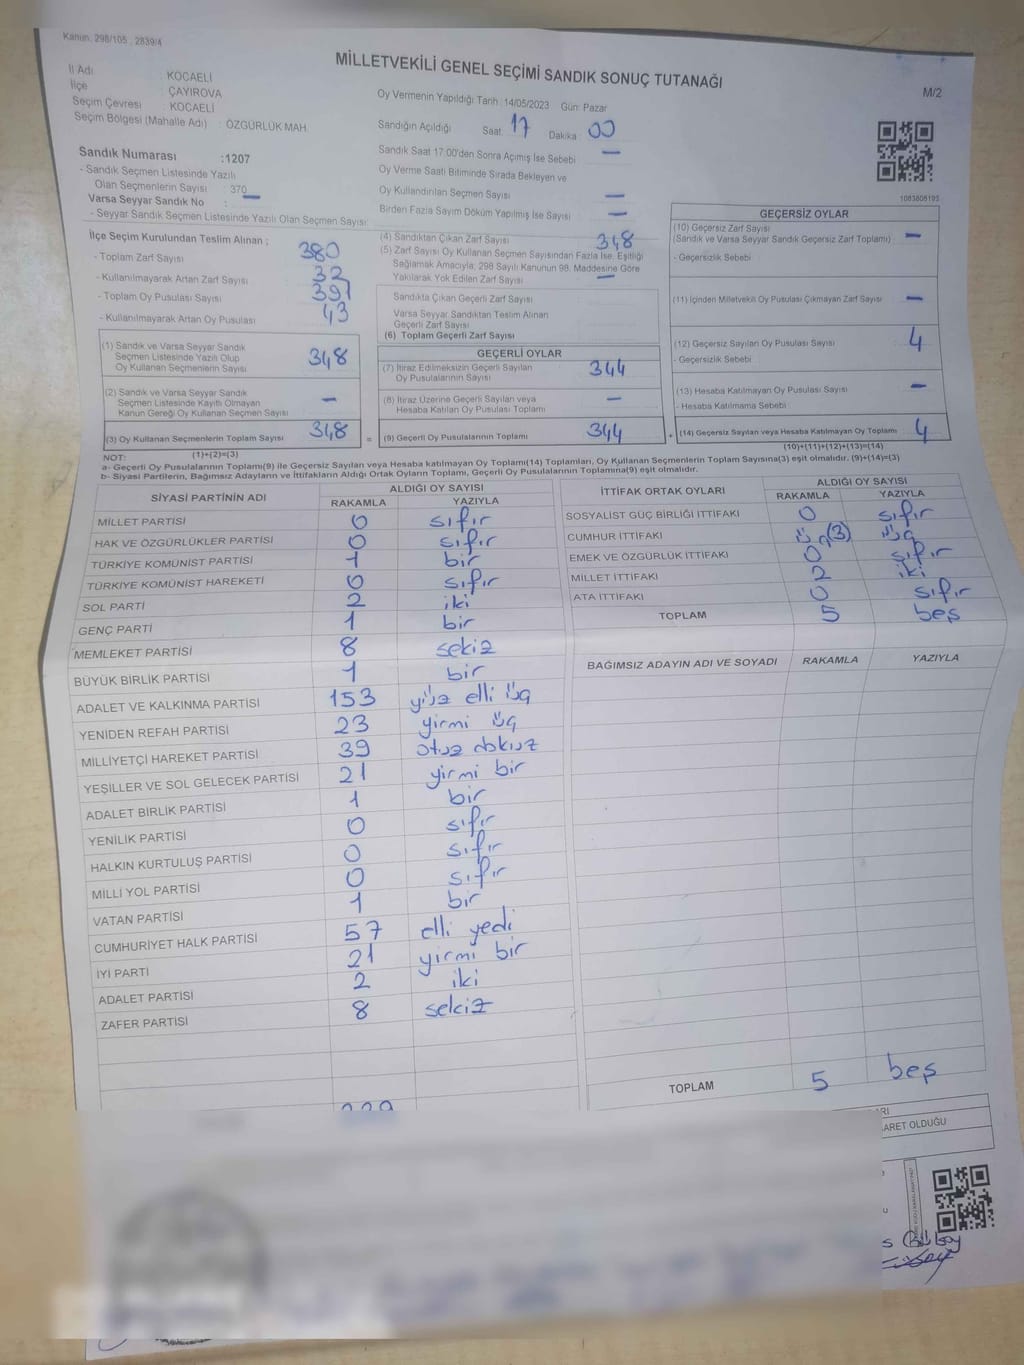 Kanun. 298/105 , 2839/4
MİLLETVEKİLİ GENEL SEÇİMİ SANDIK SONUÇ TUTANAĞI
M/2
İl Adı : KOCAELİ
İlçe : ÇAYIROVA
Seçim Çevresi : KOCAELİ
Seçim Bölgesi (Mahalle Adı) : ÖZGÜRLÜK MAH.
Oy Vermenin Yapıldığı Tarih :14/05/2023 Gün: Pazar
Sandığın Açıldığı Saat 17 Dakika 00
Sandık Saat 17:00'den Sonra Açımış İse Sebebi —
Oy Verme Saati Bitiminde Sırada Bekleyen ve
Oy Kullandırılan Seçmen Sayısı —
Birden Fazla Sayım Döküm Yapılmış İse Sayısı —
Sandık Numarası :1207
- Sandık Seçmen Listesinde Yazılı
Olan Seçmenlerin Sayısı : 370
Varsa Seyyar Sandık No : —
- Seyyar Sandık Seçmen Listesinde Yazılı Olan Seçmen Sayısı:
1083808193
İlçe Seçim Kurulundan Teslim Alınan ;
- Toplam Zarf Sayısı 380
- Kullanılmayarak Artan Zarf Sayısı 32
- Toplam Oy Pusulası Sayısı 391
- Kullanılmayarak Artan Oy Pusulası 43
(1) Sandık ve Varsa Seyyar Sandık
Seçmen Listesinde Yazılı Olup
Oy Kullanan Seçmenlerin Sayısı 348
(2) Sandık ve Varsa Seyyar Sandık
Seçmen Listesinde Kayıtlı Olmayan
Kanun Gereği Oy Kullanan Seçmen Sayısı —
(3) Oy Kullanan Seçmenlerin Toplam Sayısı 348 =
(1)+(2)=(3)
(4) Sandıktan Çıkan Zarf Sayısı 348
(5) Zarf Sayısı Oy Kullanan Seçmen Sayısından Fazla İse, Eşitliği
Sağlamak Amacıyla; 298 Sayılı Kanunun 98. Maddesine Göre
Yakılarak Yok Edilen Zarf Sayısı —
Sandıkta Çıkan Geçerli Zarf Sayısı
Varsa Seyyar Sandıktan Teslim Alınan
Geçerli Zarf Sayısı
(6) Toplam Geçerli Zarf Sayısı
GEÇERLİ OYLAR
(7) İtiraz Edilmeksizin Geçerli Sayılan
Oy Pusulalarının Sayısı 344
(8) İtiraz Üzerine Geçerli Sayılan veya
Hesaba Katılan Oy Pusulası Toplamı —
(9) Geçerli Oy Pusulalarının Toplamı 344 +
GEÇERSİZ OYLAR
(10) Geçersiz Zarf Sayısı
(Sandık ve Varsa Seyyar Sandık Geçersiz Zarf Toplamı) —
- Geçersizlik Sebebi
(11) İçinden Milletvekili Oy Pusulası Çıkmayan Zarf Sayısı —
(12) Geçersiz Sayılan Oy Pusulası Sayısı 4
- Geçersizlik Sebebi
(13) Hesaba Katılmayan Oy Pusulası Sayısı —
- Hesaba Katılmama Sebebi
(14) Geçersiz Sayılan veya Hesaba Katılmayan Oy Toplamı 4
(10)+(11)+(12)+(13)=(14)
NOT:
a- Geçerli Oy Pusulalarının Toplamı(9) ile Geçersiz Sayılan veya Hesaba katılmayan Oy Toplamı(14) Toplamları, Oy Kullanan Seçmenlerin Toplam Sayısına(3) eşit olmalıdır. (9)+(14)=(3)
b- Siyasi Partilerin, Bağımsız Adayların ve İttifakların Aldığı Ortak Oyların Toplamı, Geçerli Oy Pusulalarının Toplamına(9) eşit olmalıdır.
SİYASİ PARTİNİN ADI ALDIĞI OY SAYISI
RAKAMLA YAZIYLA
MİLLET PARTİSİ 0 sıfır
HAK VE ÖZGÜRLÜKLER PARTİSİ 0 sıfır
TÜRKİYE KOMÜNİST PARTİSİ 1 bir
TÜRKİYE KOMÜNİST HAREKETİ 0 sıfır
SOL PARTİ 2 iki
GENÇ PARTİ 1 bir
MEMLEKET PARTİSİ 8 sekiz
BÜYÜK BİRLİK PARTİSİ 1 bir
ADALET VE KALKINMA PARTİSİ 153 yüz elli üç
YENİDEN REFAH PARTİSİ 23 yirmi üç
MİLLİYETÇİ HAREKET PARTİSİ 39 otuz dokuz
YEŞİLLER VE SOL GELECEK PARTİSİ 21 yirmi bir
ADALET BİRLİK PARTİSİ 1 bir
YENİLİK PARTİSİ 0 sıfır
HALKIN KURTULUŞ PARTİSİ 0 sıfır
MİLLİ YOL PARTİSİ 0 sıfır
VATAN PARTİSİ 1 bir
CUMHURİYET HALK PARTİSİ 57 elli yedi
İYİ PARTİ 21 yirmi bir
ADALET PARTİSİ 2 iki
ZAFER PARTİSİ 8 sekiz
İTTİFAK ORTAK OYLARI ALDIĞI OY SAYISI
RAKAMLA YAZIYLA
SOSYALİST GÜÇ BİRLİĞİ İTTİFAKI 0 sıfır
CUMHUR İTTİFAKI üç (3) üç
EMEK VE ÖZGÜRLÜK İTTİFAKI 0 sıfır
MİLLET İTTİFAKI 2 iki
ATA İTTİFAKI 0 sıfır
TOPLAM 5 beş
BAĞIMSIZ ADAYIN ADI VE SOYADI RAKAMLA YAZIYLA
TOPLAM 5 beş
ARET OLDUĞU